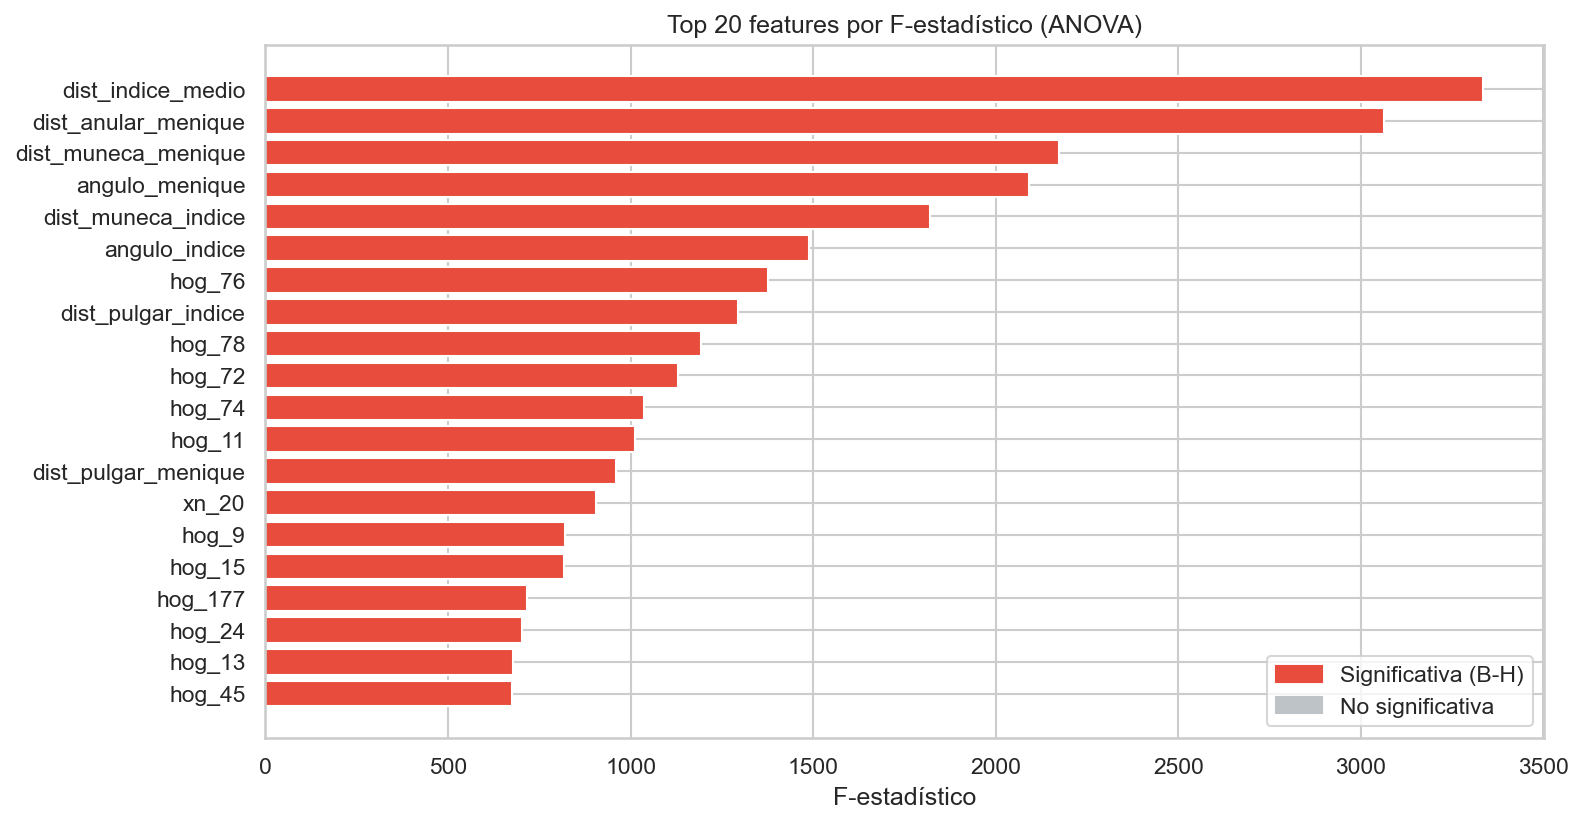 Top 20 features por F-estadístico (ANOVA)
dist_indice_medio
dist_anular_menique
dist_muneca_menique
angulo_menique
dist_muneca_indice
angulo_indice
hog_76
dist_pulgar_indice
hog_78
hog_72
hog_74
hog_11
dist_pulgar_menique
xn_20
hog_9
hog_15
hog_177
hog_24
hog_13
hog_45
Significativa (B-H)
No significativa
0 500 1000 1500 2000 2500 3000 3500
F-estadístico